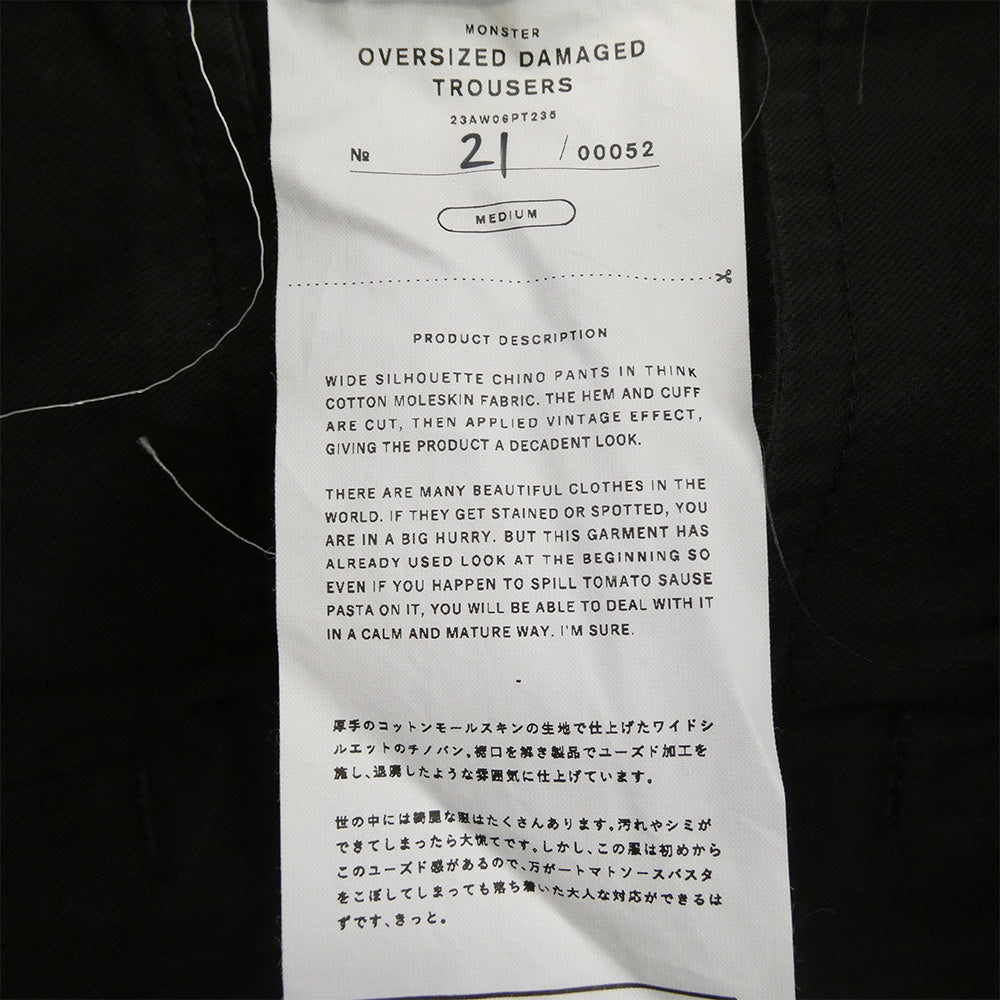 MONSTER
OVERSIZED DAMAGED
TROUSERS
23AW06PT235
№ 21 / 00052
MEDIUM
PRODUCT DESCRIPTION
WIDE SILHOUETTE CHINO PANTS IN THINK
COTTON MOLESKIN FABRIC. THE HEM AND CUFF
ARE CUT, THEN APPLIED VINTAGE EFFECT,
GIVING THE PRODUCT A DECADENT LOOK.
THERE ARE MANY BEAUTIFUL CLOTHES IN THE
WORLD. IF THEY GET STAINED OR SPOTTED, YOU
ARE IN A BIG HURRY. BUT THIS GARMENT HAS
ALREADY USED LOOK AT THE BEGINNING SO
EVEN IF YOU HAPPEN TO SPILL TOMATO SAUSE
PASTA ON IT, YOU WILL BE ABLE TO DEAL WITH IT
IN A CALM AND MATURE WAY. I'M SURE.
-
厚手のコットンモールスキンの生地で仕上げたワイドシ
ルエットのチノパン。裾口を解き製品でユーズド加工を
施し、退廃したような雰囲気に仕上げています。
世の中には綺麗な服はたくさんあります。汚れやシミが
できてしまったら大慌てです。しかし、この服は初めから
このユーズド感があるので、万が一トマトソースパスタ
をこぼしてしまっても落ち着いた大人な対応ができるは
ずです、きっと。